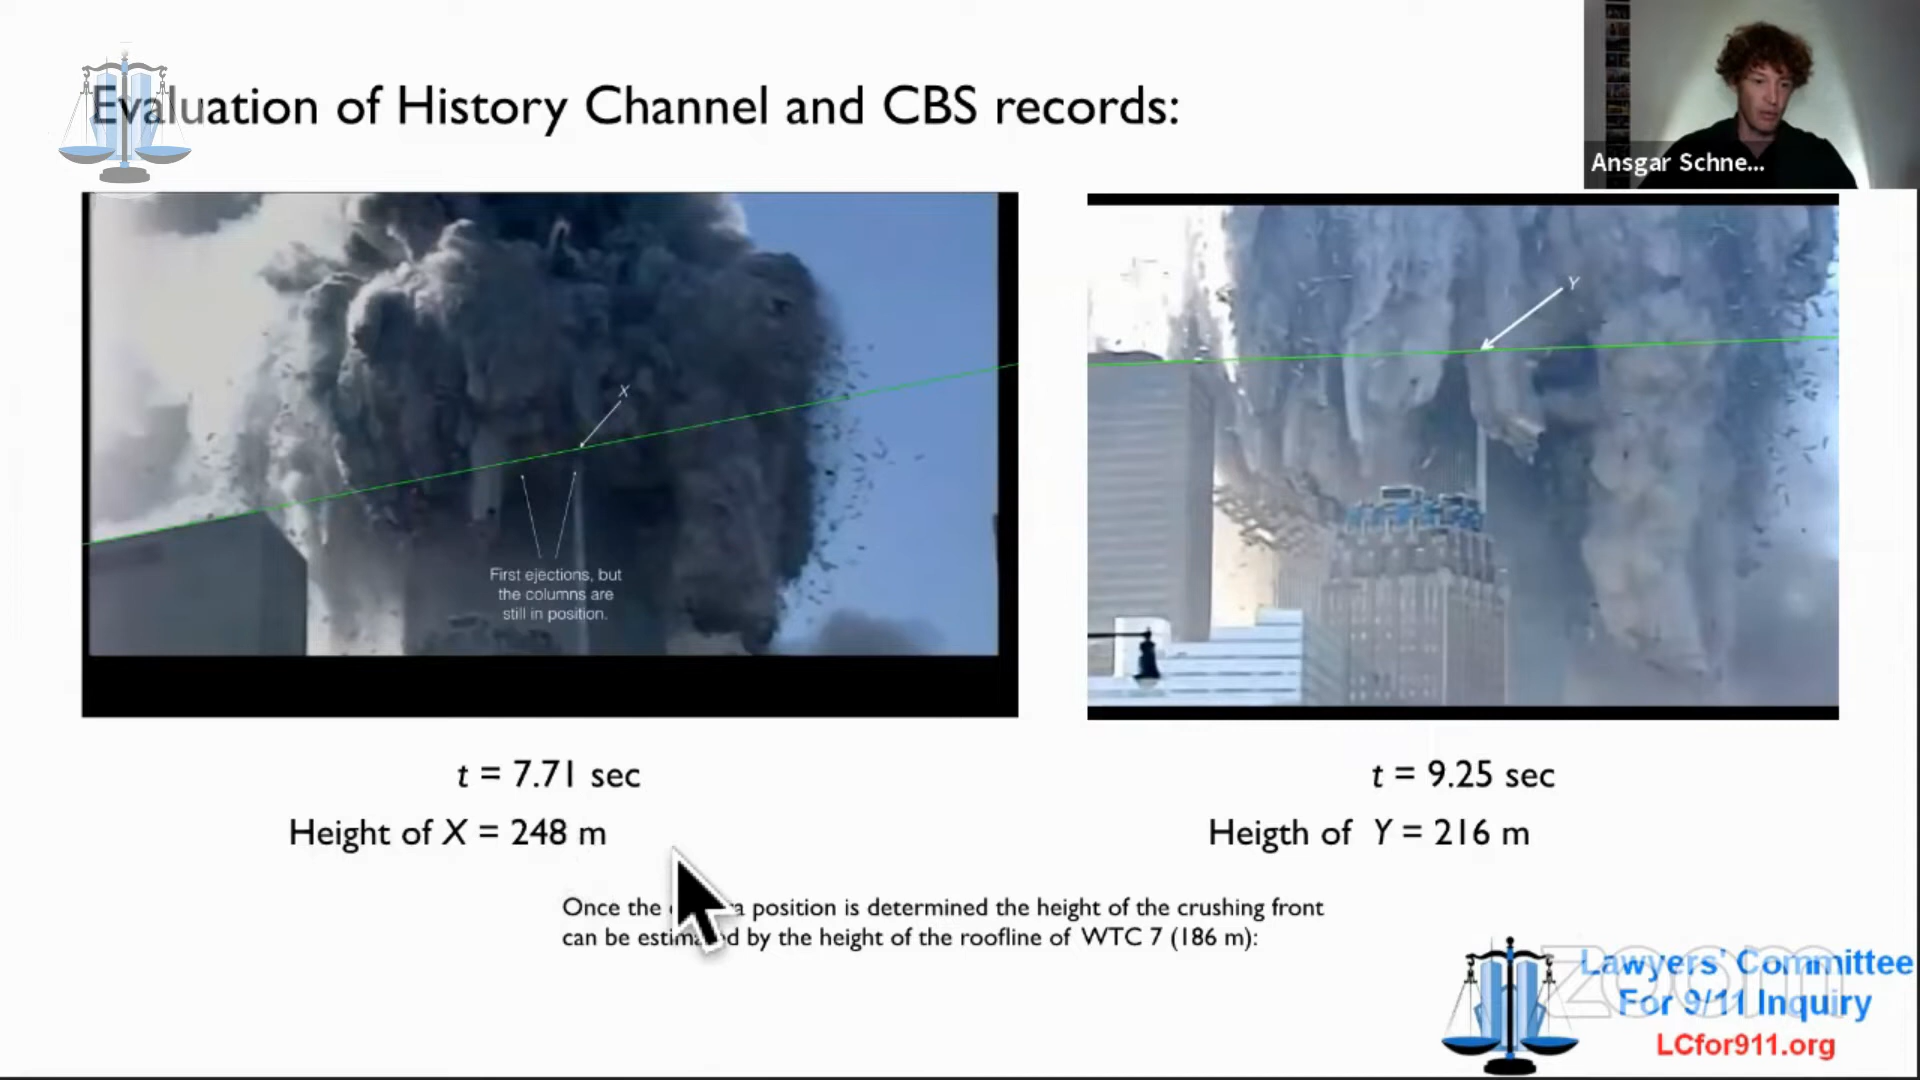 Evaluation of History Channel and CBS records:
Ansgar Schne...
X
Y
First ejections, but
the columns are
still in position.
t = 7.71 sec
Height of X = 248 m
t = 9.25 sec
Heigth of Y = 216 m
Once the a position is determined the height of the crushing front
can be estimated by the height of the roofline of WTC 7 (186 m):
zoom
Lawyers' Committee
For 9/11 Inquiry
LCfor911.org